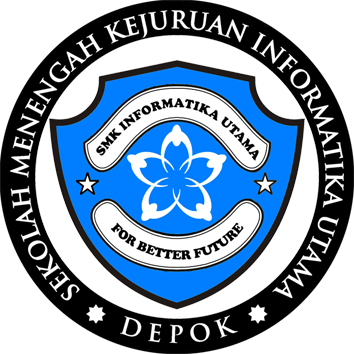 SEKOLAH MENENGAH KEJURUAN INFORMATIKA UTAMA
SMK INFORMATIKA UTAMA
FOR BETTER FUTURE
DEPOK